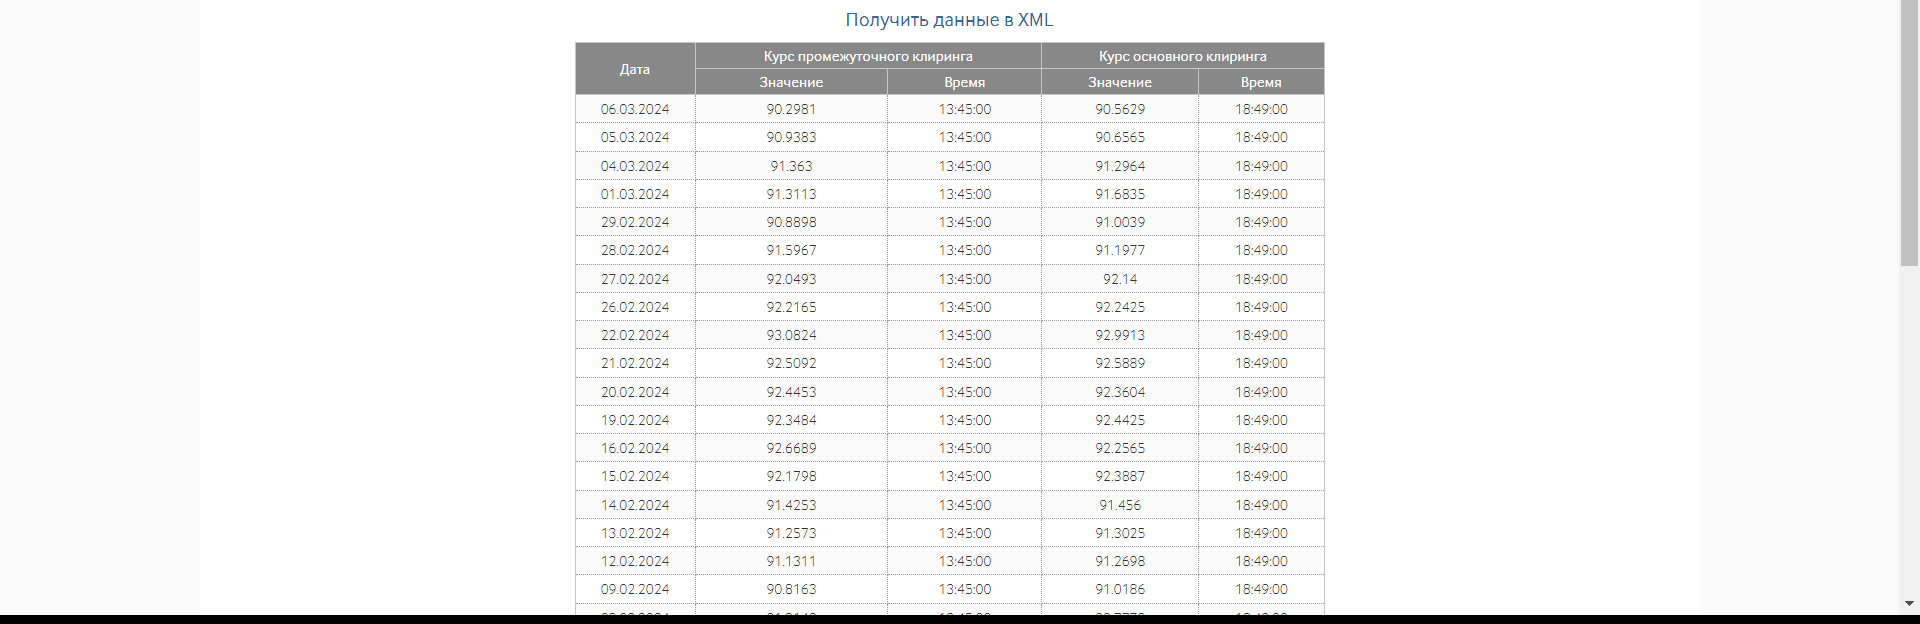 Получить данные в XML
Дата Курс промежуточного клиринга Курс основного клиринга
Значение Время Значение Время
06.03.2024 90.2981 13:45:00 90.5629 18:49:00
05.03.2024 90.9383 13:45:00 90.6565 18:49:00
04.03.2024 91.363 13:45:00 91.2964 18:49:00
01.03.2024 91.3113 13:45:00 91.6835 18:49:00
29.02.2024 90.8898 13:45:00 91.0039 18:49:00
28.02.2024 91.5967 13:45:00 91.1977 18:49:00
27.02.2024 92.0493 13:45:00 92.14 18:49:00
26.02.2024 92.2165 13:45:00 92.2425 18:49:00
22.02.2024 93.0824 13:45:00 92.9913 18:49:00
21.02.2024 92.5092 13:45:00 92.5889 18:49:00
20.02.2024 92.4453 13:45:00 92.3604 18:49:00
19.02.2024 92.3484 13:45:00 92.4425 18:49:00
16.02.2024 92.6689 13:45:00 92.2565 18:49:00
15.02.2024 92.1798 13:45:00 92.3887 18:49:00
14.02.2024 91.4253 13:45:00 91.456 18:49:00
13.02.2024 91.2573 13:45:00 91.3025 18:49:00
12.02.2024 91.1311 13:45:00 91.2698 18:49:00
09.02.2024 90.8163 13:45:00 91.0186 18:49:00